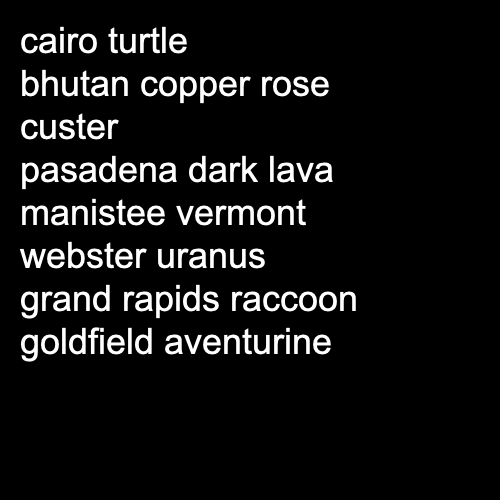 cairo turtle
bhutan copper rose
custer
pasadena dark lava
manistee vermont
webster uranus
grand rapids raccoon
goldfield aventurine